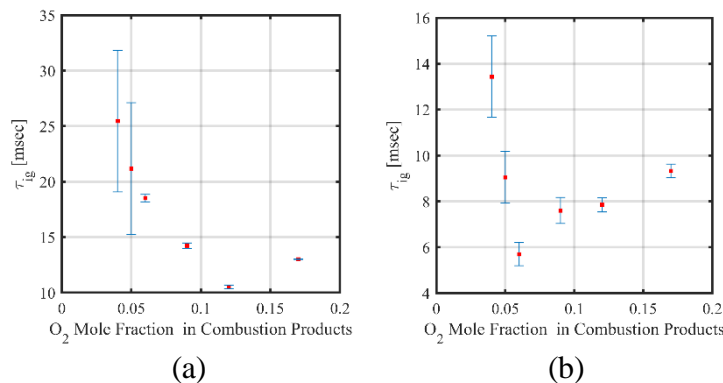 35
30
25
20
15
10
τig [msec]
0 0.05 0.1 0.15 0.2
O2 Mole Fraction in Combustion Products
(a)
16
14
12
10
8
6
4
τig [msec]
0 0.05 0.1 0.15 0.2
O2 Mole Fraction in Combustion Products
(b)